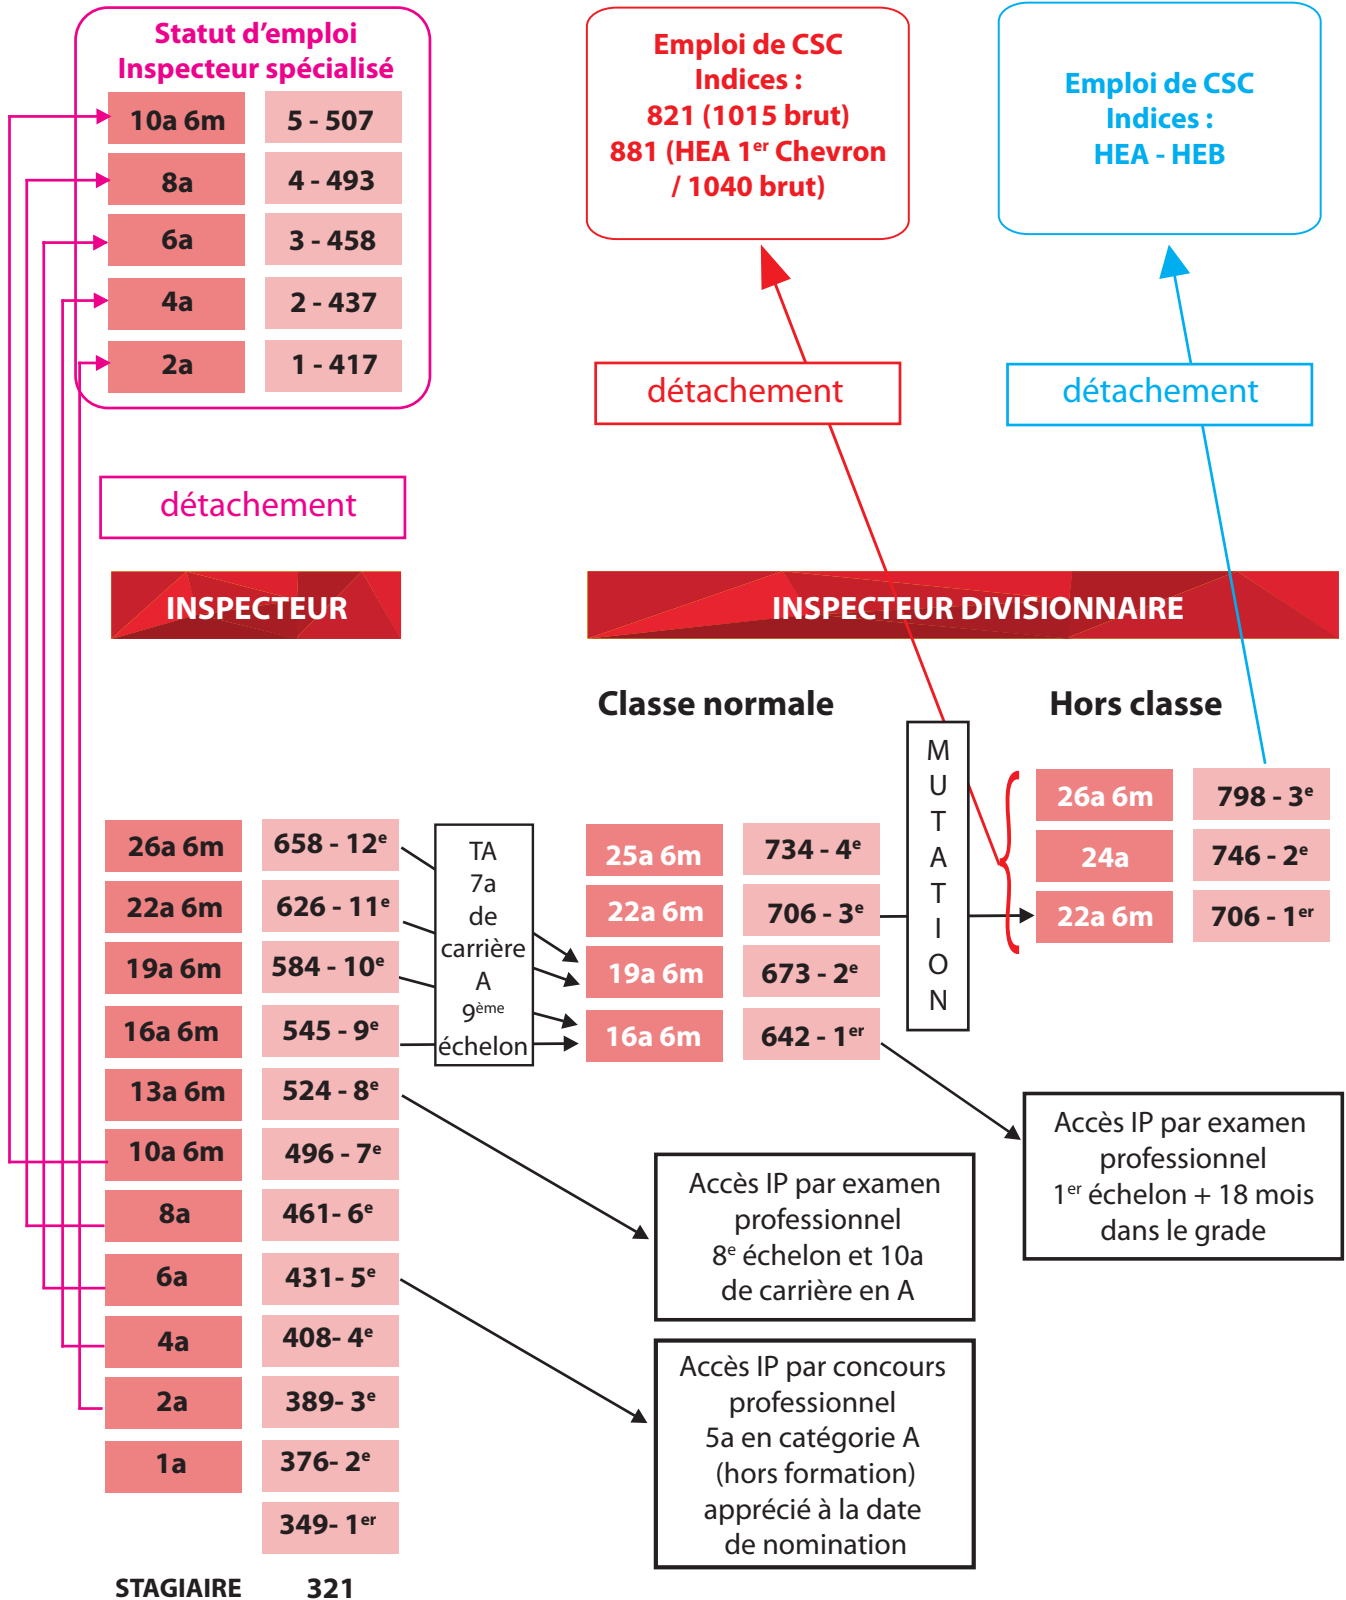 Statut d'emploi
Inspecteur spécialisé
10a 6m 5 - 507
8a 4 - 493
6a 3 - 458
4a 2 - 437
2a 1 - 417
Emploi de CSC
Indices :
821 (1015 brut)
881 (HEA 1er Chevron
/ 1040 brut)
Emploi de CSC
Indices :
HEA - HEB
détachement
détachement
détachement
INSPECTEUR
INSPECTEUR DIVISIONNAIRE
Classe normale
Hors classe
26a 6m 658 - 12e
22a 6m 626 - 11e
19a 6m 584 - 10e
16a 6m 545 - 9e
13a 6m 524 - 8e
10a 6m 496 - 7e
8a 461- 6e
6a 431- 5e
4a 408- 4e
2a 389- 3e
1a 376- 2e
349- 1er
STAGIAIRE 321
TA
7a
de
carrière
A
9ème
échelon
25a 6m 734 - 4e
22a 6m 706 - 3e
19a 6m 673 - 2e
16a 6m 642 - 1er
M
U
T
A
T
I
O
N
26a 6m 798 - 3e
24a 746 - 2e
22a 6m 706 - 1er
Accès IP par examen
professionnel
1er échelon + 18 mois
dans le grade
Accès IP par examen
professionnel
8e échelon et 10a
de carrière en A
Accès IP par concours
professionnel
5a en catégorie A
(hors formation)
apprécié à la date
de nomination